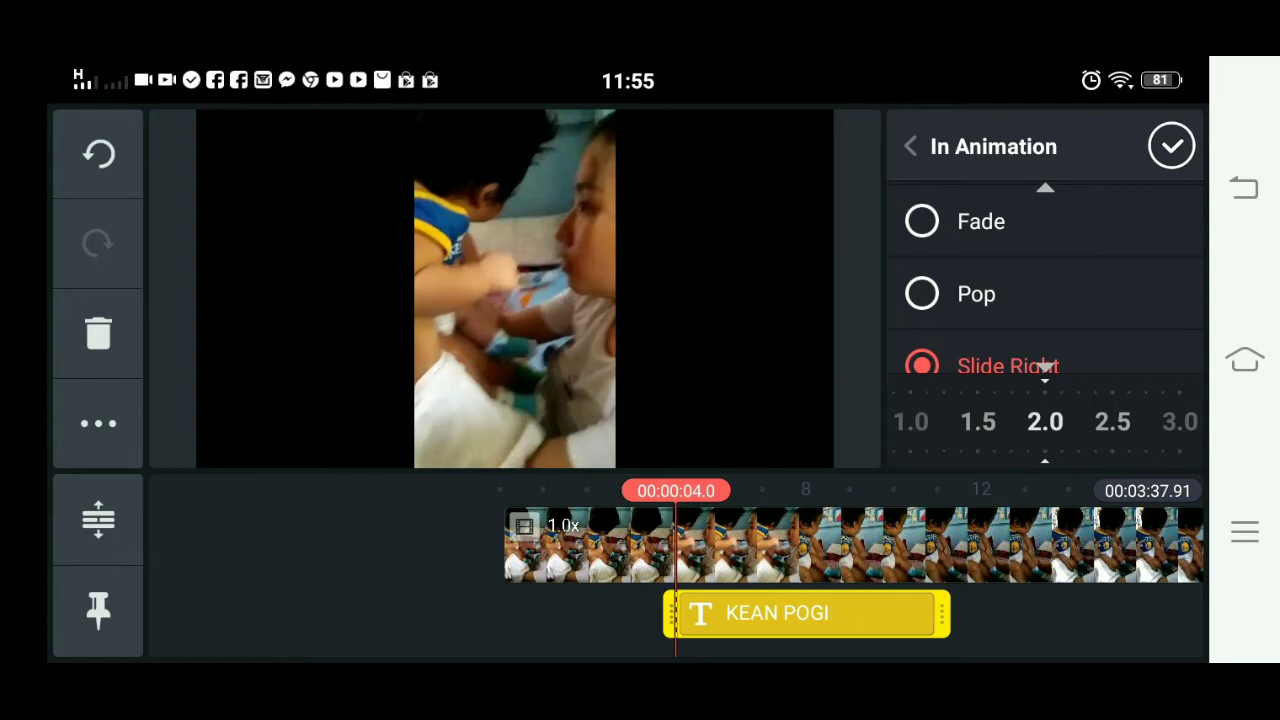 H
11:55
81
In Animation
Fade
Pop
Slide Right
1.0 1.5 2.0 2.5 3.0
00:00:04.0 8 12 00:03:37.91
1.0x
T KEAN POGI